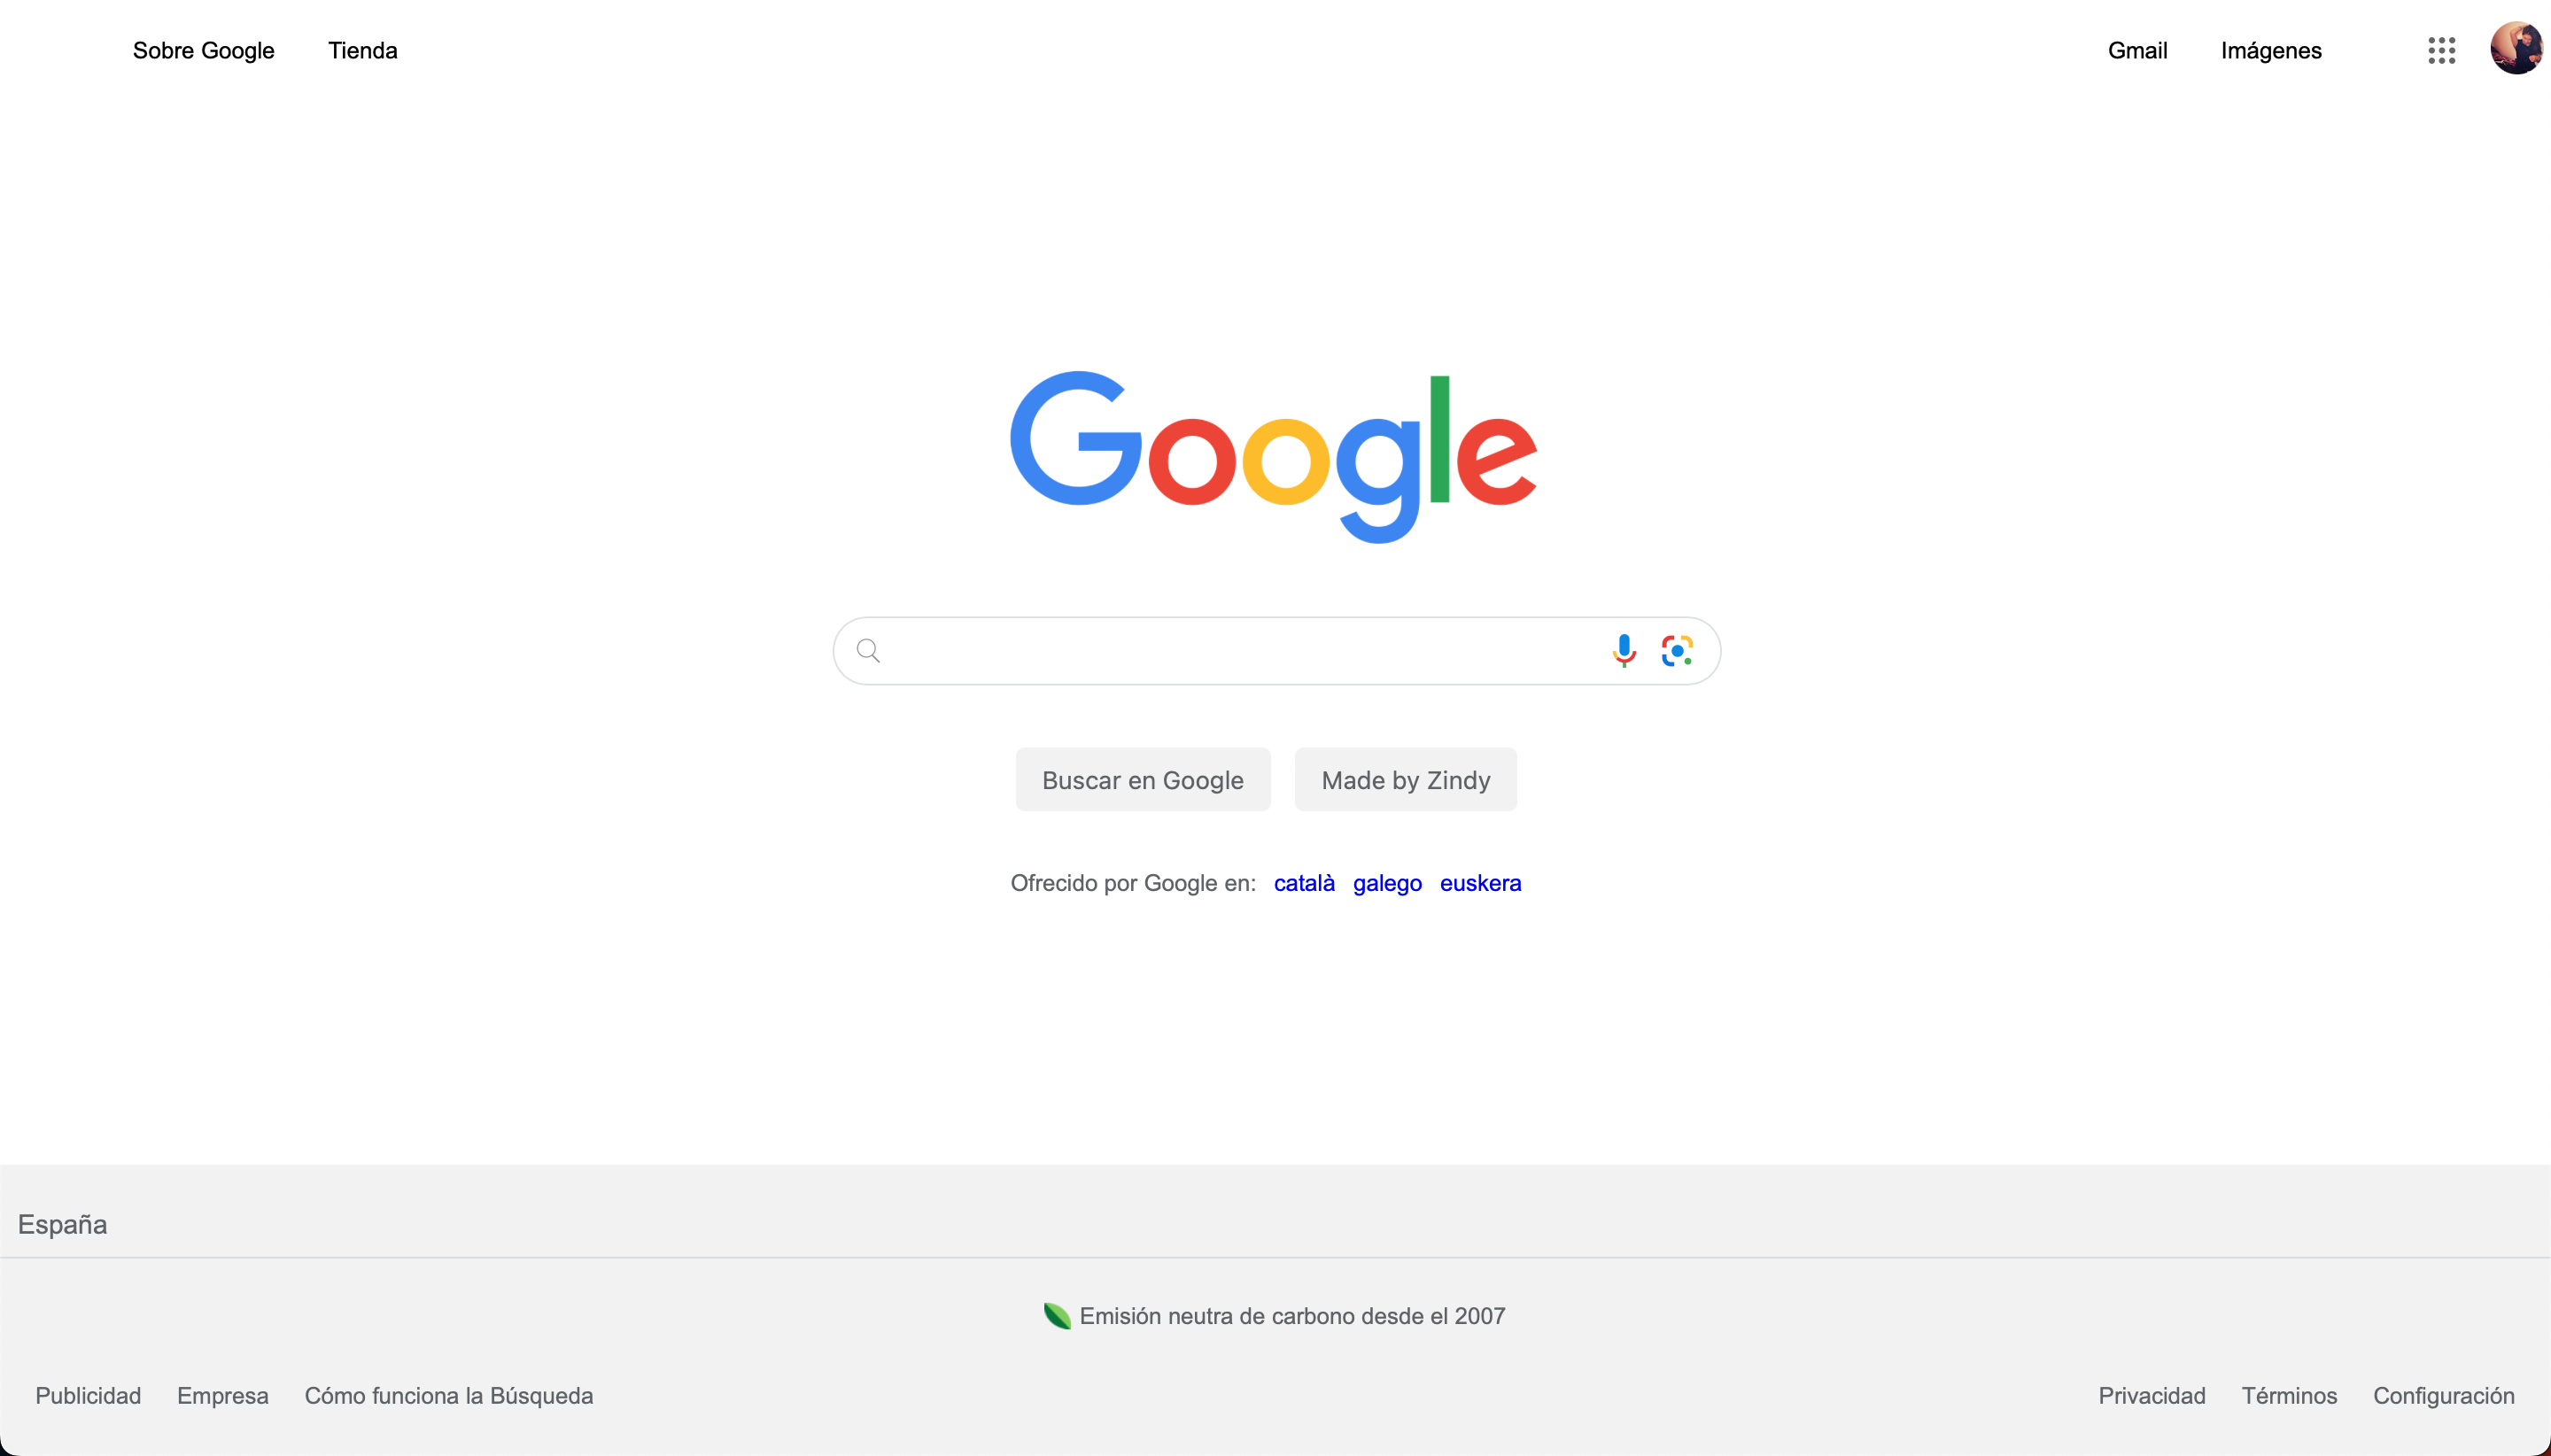 Sobre Google Tienda Gmail Imágenes
Google
Buscar en Google Made by Zindy
Ofrecido por Google en: català galego euskera
España
Emisión neutra de carbono desde el 2007
Publicidad Empresa Cómo funciona la Búsqueda Privacidad Términos Configuración